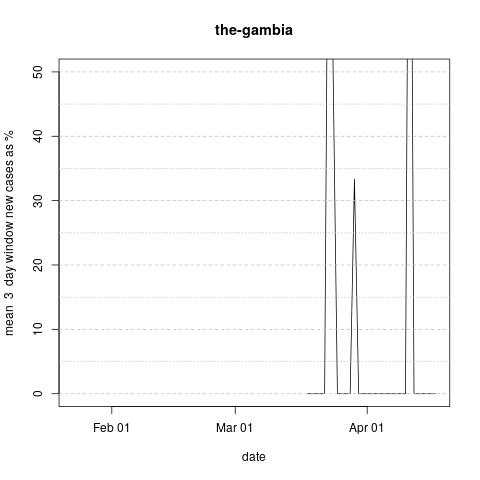 the-gambia
mean  3  day window new cases as %
50
40
30
20
10
0
Feb 01
Mar 01
Apr 01
date